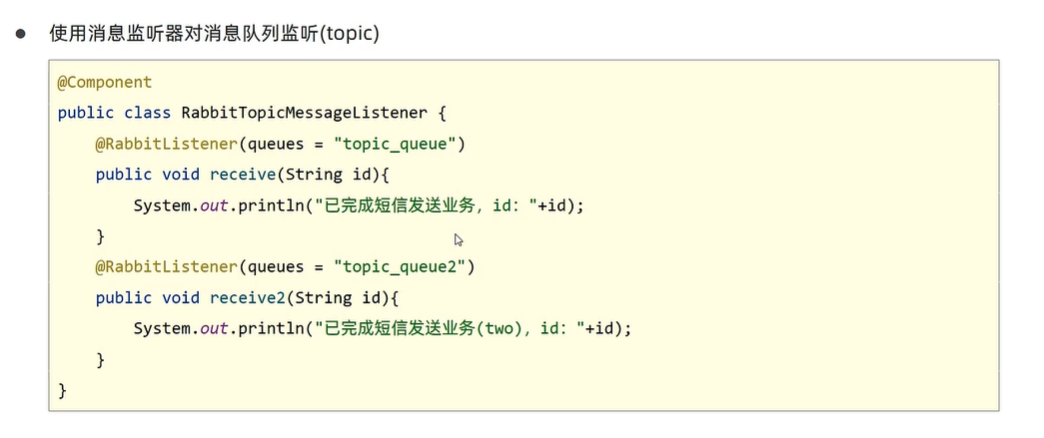 ● 使用消息监听器对消息队列监听(topic)
@Component
public class RabbitTopicMessageListener {
    @RabbitListener(queues = "topic_queue")
    public void receive(String id){
        System.out.println("已完成短信发送业务，id："+id);
    }
    @RabbitListener(queues = "topic_queue2")
    public void receive2(String id){
        System.out.println("已完成短信发送业务(two)，id："+id);
    }
}